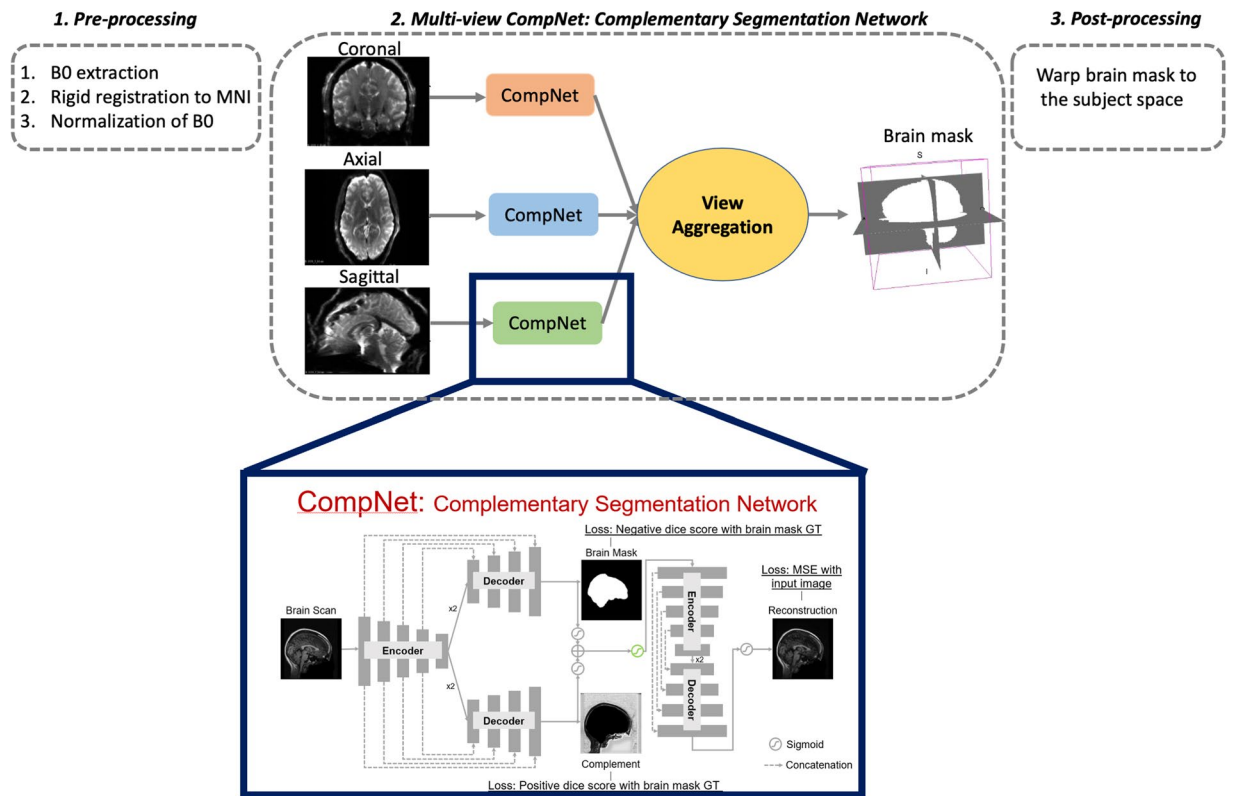 1. Pre-processing
2. Multi-view CompNet: Complementary Segmentation Network
3. Post-processing
1. B0 extraction
2. Rigid registration to MNI
3. Normalization of B0
Coronal
CompNet
Axial
CompNet
Sagittal
CompNet
View
Aggregation
Brain mask
S
I
Warp brain mask to
the subject space
CompNet: Complementary Segmentation Network
Loss: Negative dice score with brain mask GT
Brain Mask
Loss: MSE with
input image
Reconstruction
Brain Scan
Encoder
x2
x2
Decoder
Decoder
Encoder
x2
Decoder
Complement
Loss: Positive dice score with brain mask GT
Sigmoid
Concatenation